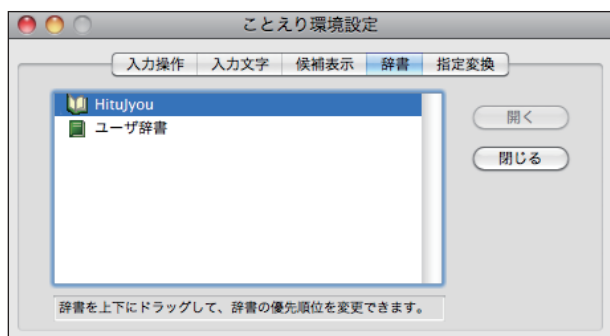 ことえり環境設定
入力操作 入力文字 候補表示 辞書 指定変換
HituJyou
ユーザ辞書
開く
閉じる
辞書を上下にドラッグして、辞書の優先順位を変更できます。